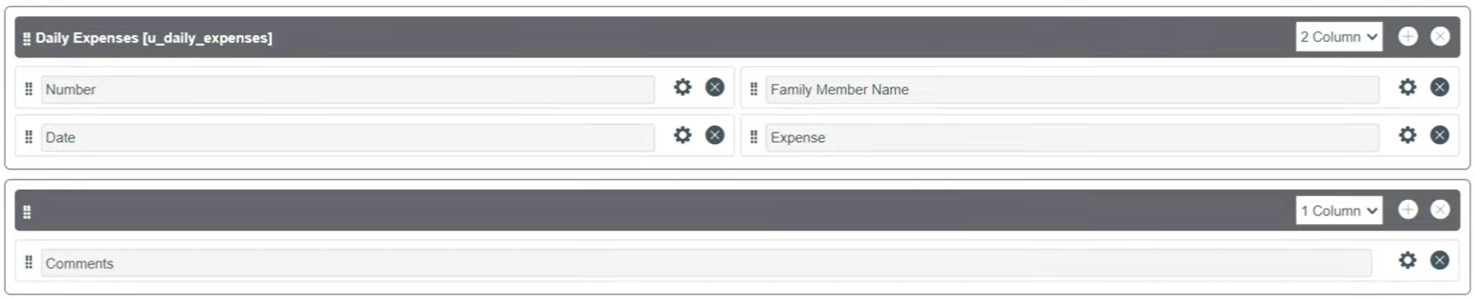 Daily Expenses [u_daily_expenses] 2 Column
Number Family Member Name
Date Expense
1 Column
Comments